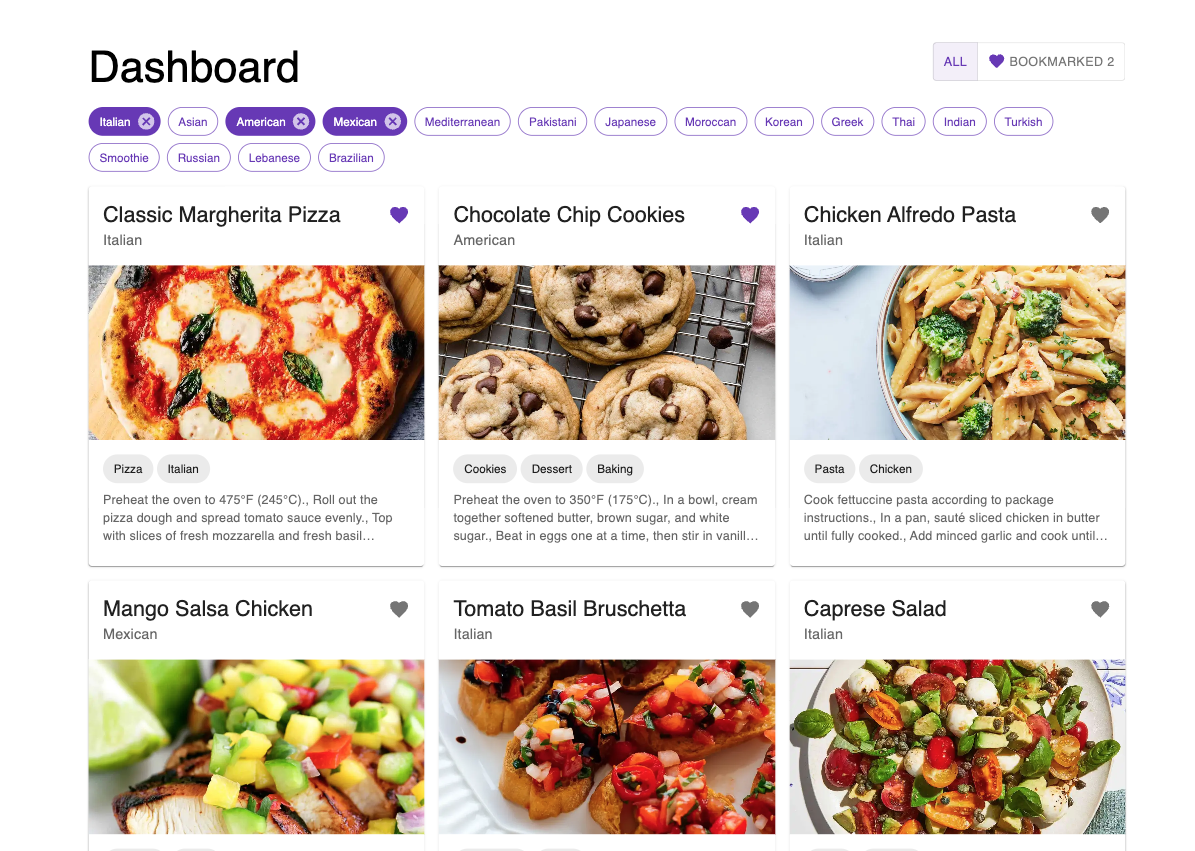 Dashboard
ALL
BOOKMARKED 2
Italian Asian American Mexican Mediterranean Pakistani Japanese Moroccan Korean Greek Thai Indian Turkish
Smoothie Russian Lebanese Brazilian
Classic Margherita Pizza
Italian
Pizza Italian
Preheat the oven to 475°F (245°C)., Roll out the
pizza dough and spread tomato sauce evenly., Top
with slices of fresh mozzarella and fresh basil…
Chocolate Chip Cookies
American
Cookies Dessert Baking
Preheat the oven to 350°F (175°C)., In a bowl, cream
together softened butter, brown sugar, and white
sugar., Beat in eggs one at a time, then stir in vanill…
Chicken Alfredo Pasta
Italian
Pasta Chicken
Cook fettuccine pasta according to package
instructions., In a pan, sauté sliced chicken in butter
until fully cooked., Add minced garlic and cook until…
Mango Salsa Chicken
Mexican
Tomato Basil Bruschetta
Italian
Caprese Salad
Italian